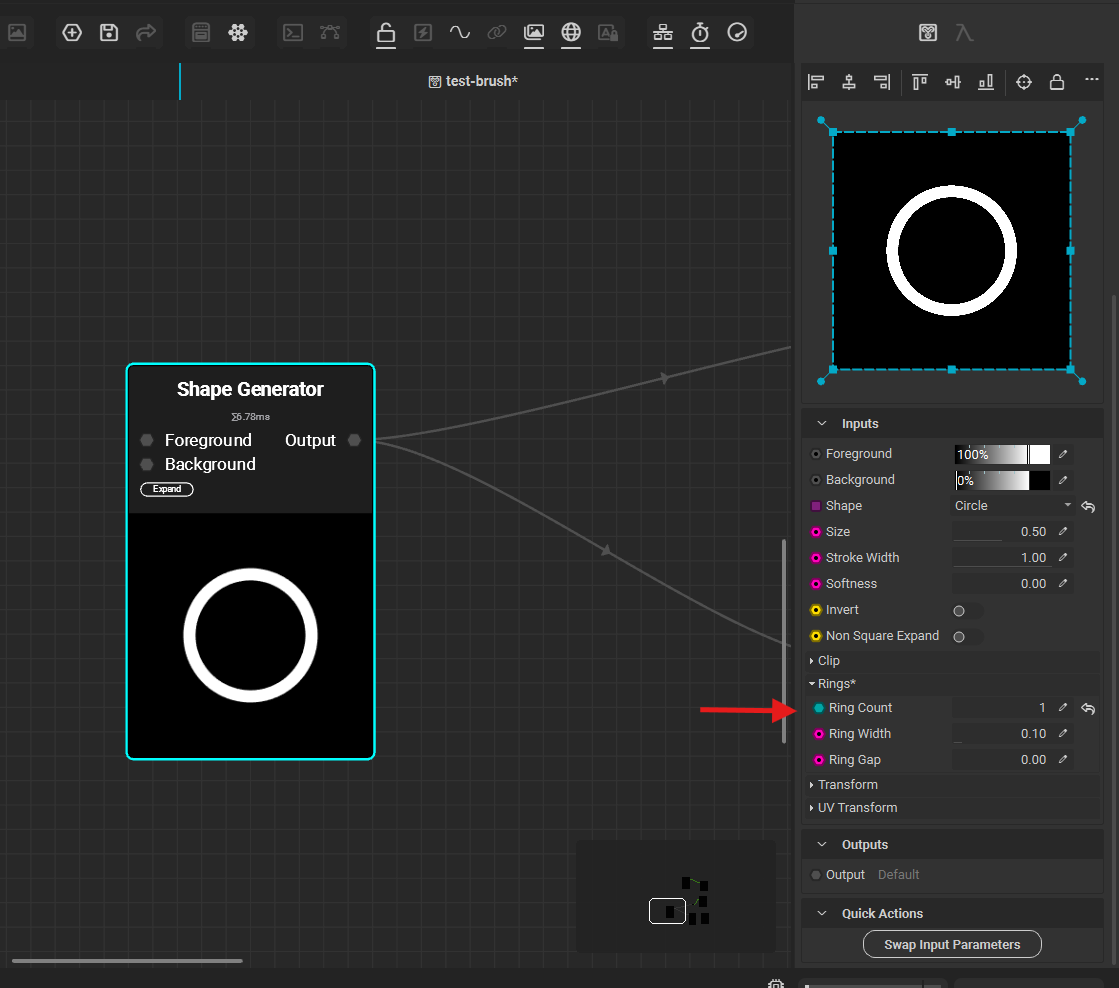 test-brush*
Shape Generator
Σ5.78ms
Foreground Output
Background
Expand
Inputs
Foreground 100%
Background 0%
Shape Circle
Size 0.50
Stroke Width 1.00
Softness 0.00
Invert
Non Square Expand
Clip
Rings*
Ring Count 1
Ring Width 0.10
Ring Gap 0.00
Transform
UV Transform
Outputs
Output Default
Quick Actions
Swap Input Parameters